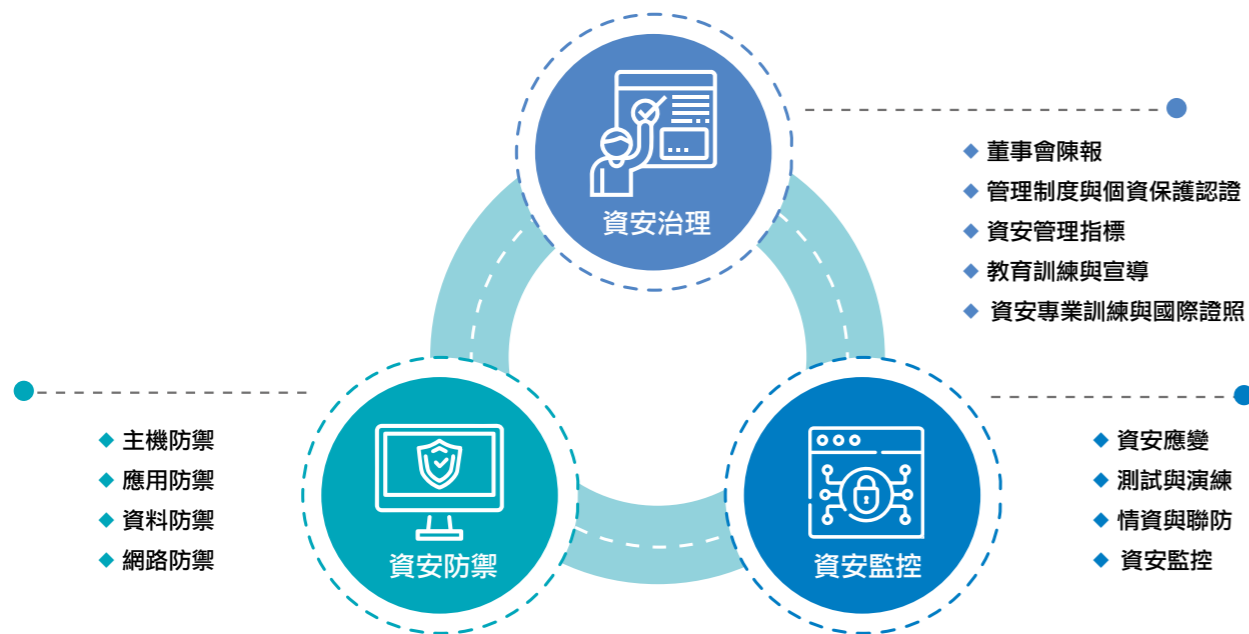 資安治理
董事會陳報
管理制度與個資保護認證
資安管理指標
教育訓練與宣導
資安專業訓練與國際證照
資安防禦
主機防禦
應用防禦
資料防禦
網路防禦
資安監控
資安應變
測試與演練
情資與聯防
資安監控